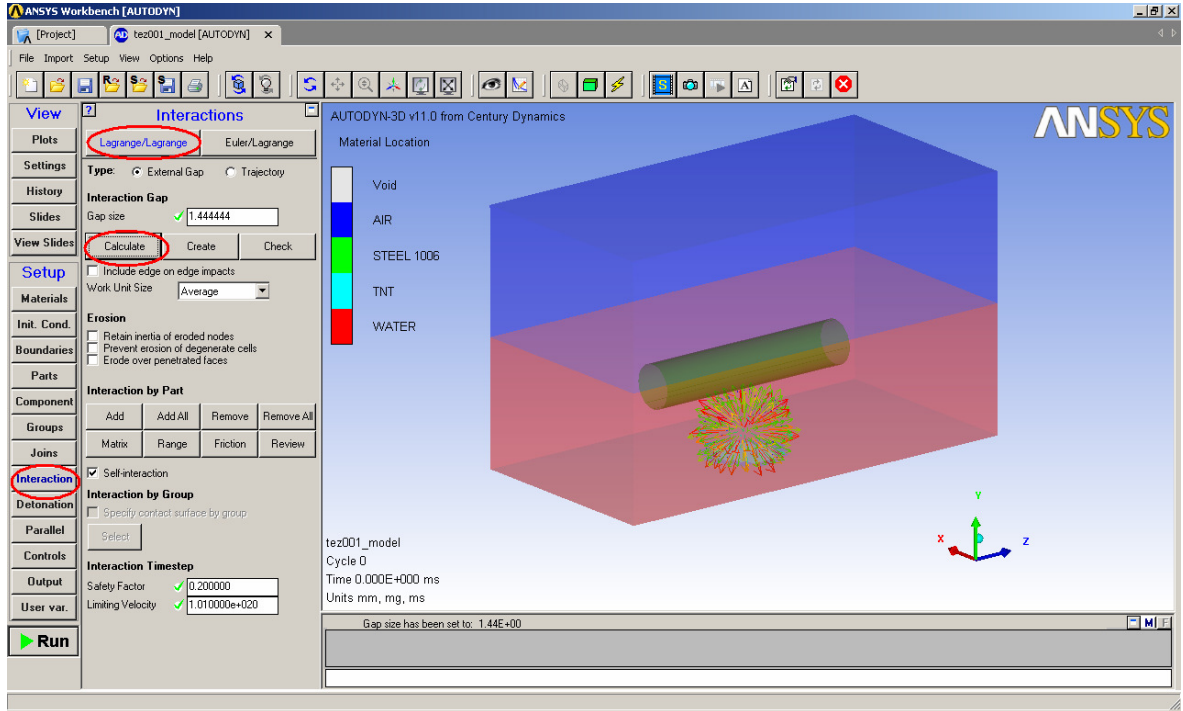 ANSYS Workbench [AUTODYN]
[Project]
AD tez001_model [AUTODYN]
File Import Setup View Options Help
View
Plots
Settings
History
Slides
View Slides
Setup
Materials
Init. Cond.
Boundaries
Parts
Component
Groups
Joins
Interaction
Detonation
Parallel
Controls
Output
User var.
Run
? Interactions
Lagrange/Lagrange Euler/Lagrange
Type: External Gap Trajectory
Interaction Gap
Gap size 1.444444
Calculate Create Check
Include edge on edge impacts
Work Unit Size Average
Erosion
Retain inertia of eroded nodes
Prevent erosion of degenerate cells
Erode over penetrated faces
Interaction by Part
Add Add All Remove Remove All
Matrix Range Friction Review
Self-interaction
Interaction by Group
Specify contact surface by group
Select
Interaction Timestep
Safety Factor 0.200000
Limiting Velocity 1.010000e+020
AUTODYN-3D v11.0 from Century Dynamics
Material Location
ANSYS
Void
AIR
STEEL 1006
TNT
WATER
Y
X
Z
tez001_model
Cycle 0
Time 0.000E+000 ms
Units mm, mg, ms
Gap size has been set to: 1.44E+00
M F